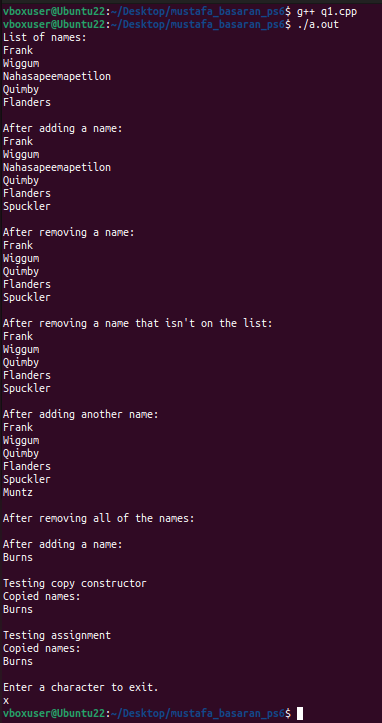 vboxuser@Ubuntu22:~/Desktop/mustafa_basaran_ps6$ g++ q1.cpp
vboxuser@Ubuntu22:~/Desktop/mustafa_basaran_ps6$ ./a.out
List of names:
Frank
Wiggum
Nahasapeemapetilon
Quimby
Flanders

After adding a name:
Frank
Wiggum
Nahasapeemapetilon
Quimby
Flanders
Spuckler

After removing a name:
Frank
Wiggum
Quimby
Flanders
Spuckler

After removing a name that isn't on the list:
Frank
Wiggum
Quimby
Flanders
Spuckler

After adding another name:
Frank
Wiggum
Quimby
Flanders
Spuckler
Muntz

After removing all of the names:

After adding a name:
Burns

Testing copy constructor
Copied names:
Burns

Testing assignment
Copied names:
Burns

Enter a character to exit.
x
vboxuser@Ubuntu22:~/Desktop/mustafa_basaran_ps6$